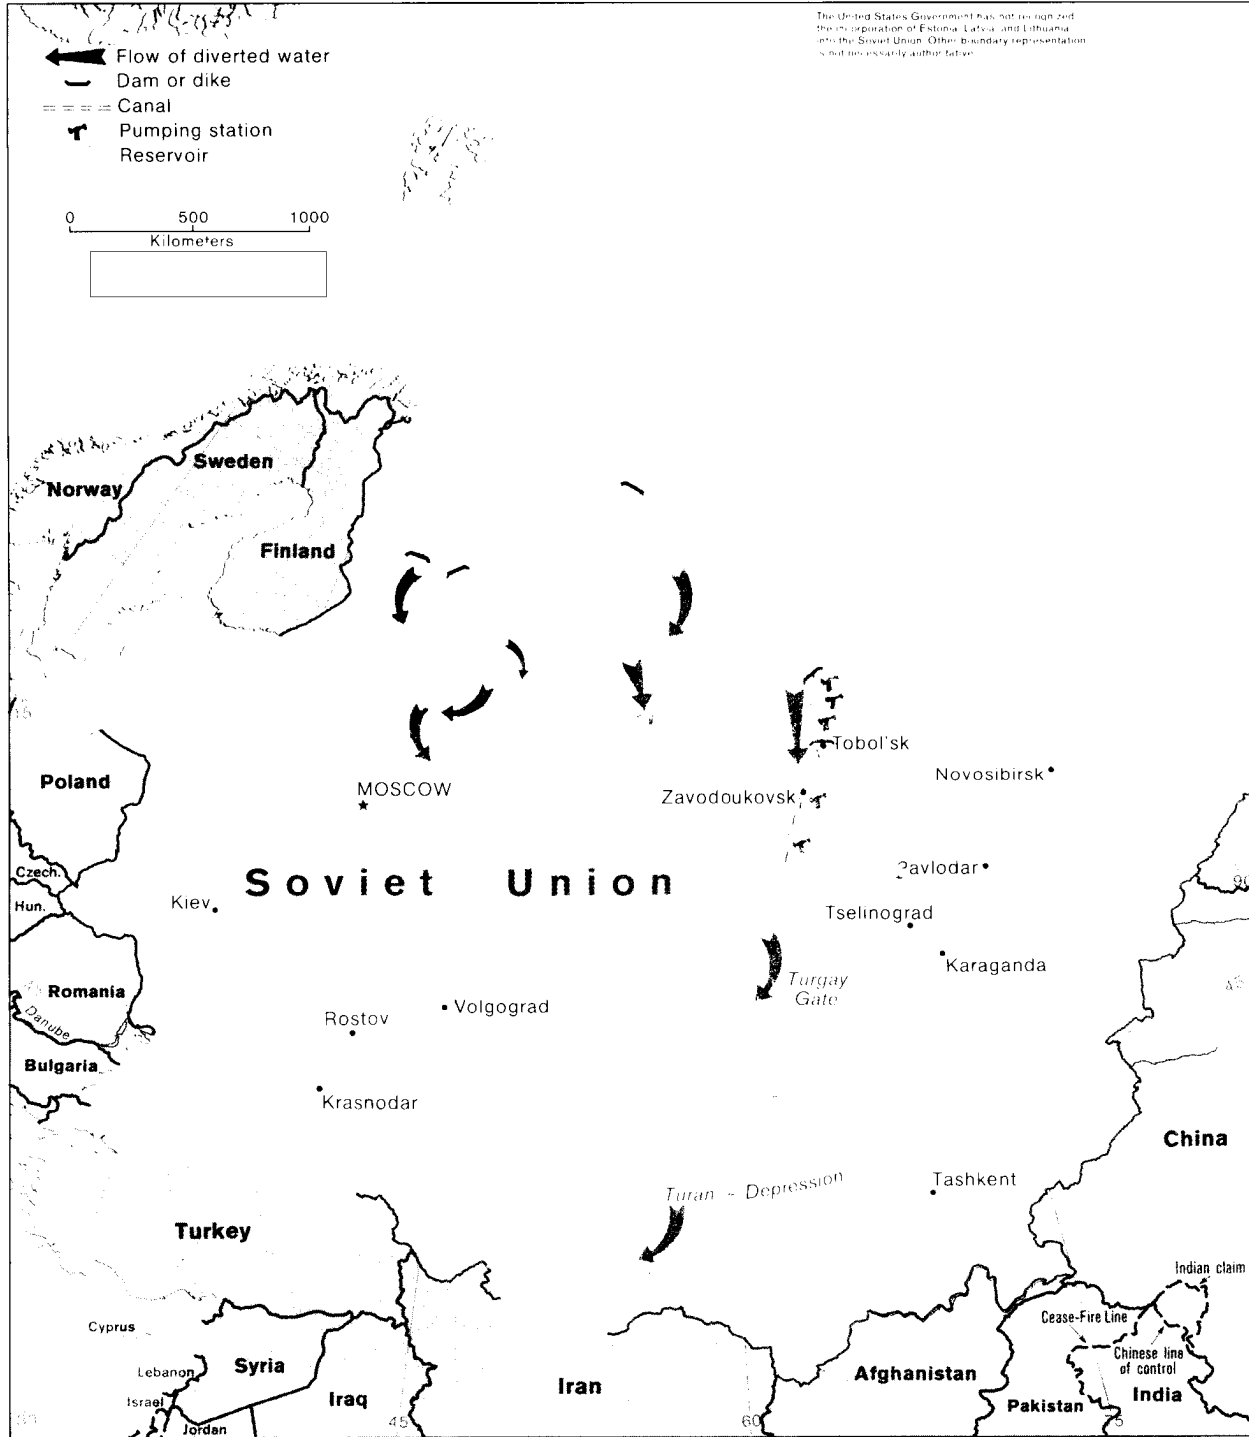 The United States Government has not recognized
the incorporation of Estonia, Latvia, and Lithuania
into the Soviet Union. Other boundary representation
is not necessarily authoritative.
Flow of diverted water
Dam or dike
Canal
Pumping station
Reservoir
0 500 1000
Kilometers
Sweden
Norway
Finland
Tobol'sk
Novosibirsk
Poland
MOSCOW
Zavodoukovsk
Czech.
Pavlodar
90
Soviet Union
Hun.
Kiev
Tselinograd
Karaganda
Turgay
Gate
45
Romania
Danube
Volgograd
Rostov
Bulgaria
Krasnodar
China
Tashkent
Turan - Depression
Turkey
Indian claim
Cease-Fire Line
Cyprus
Chinese line
of control
Lebanon
Syria
Afghanistan
Iran
Israel
Iraq
Pakistan
India
Jordan
45
60
75